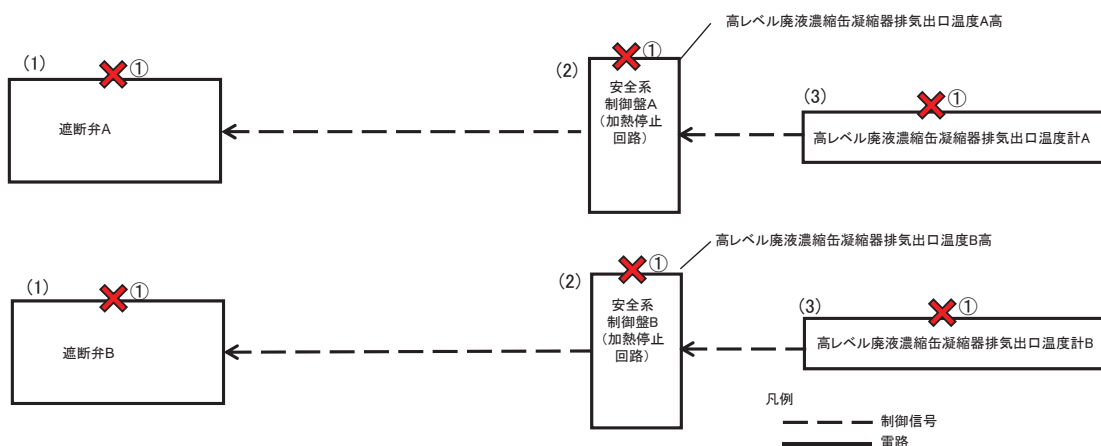 高レベル廃液濃縮缶凝縮器排気出口温度A高
(1)
①
遮断弁A
(2)
①
安全系
制御盤A
(加熱停止
回路)
(3)
①
高レベル廃液濃縮缶凝縮器排気出口温度計A
高レベル廃液濃縮缶凝縮器排気出口温度B高
(1)
①
遮断弁B
(2)
①
安全系
制御盤B
(加熱停止
回路)
(3)
①
高レベル廃液濃縮缶凝縮器排気出口温度計B
凡例
制御信号
電路